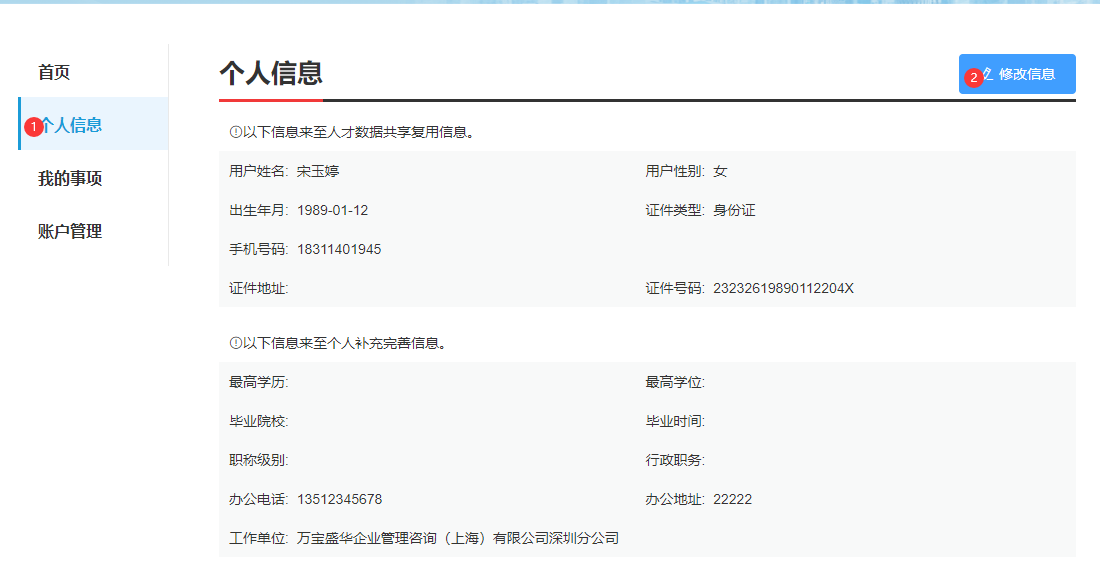 首页
个人信息
我的事项
账户管理
个人信息
修改信息
以下信息来至人才数据共享复用信息。
用户姓名: 宋玉婷 用户性别: 女
出生年月: 1989-01-12 证件类型: 身份证
手机号码: 18311401945
证件地址: 证件号码: 23232619890112204X
以下信息来至个人补充完善信息。
最高学历: 最高学位:
毕业院校: 毕业时间:
职称级别: 行政职务:
办公电话: 13512345678 办公地址: 22222
工作单位: 万宝盛华企业管理咨询（上海）有限公司深圳分公司
1
2